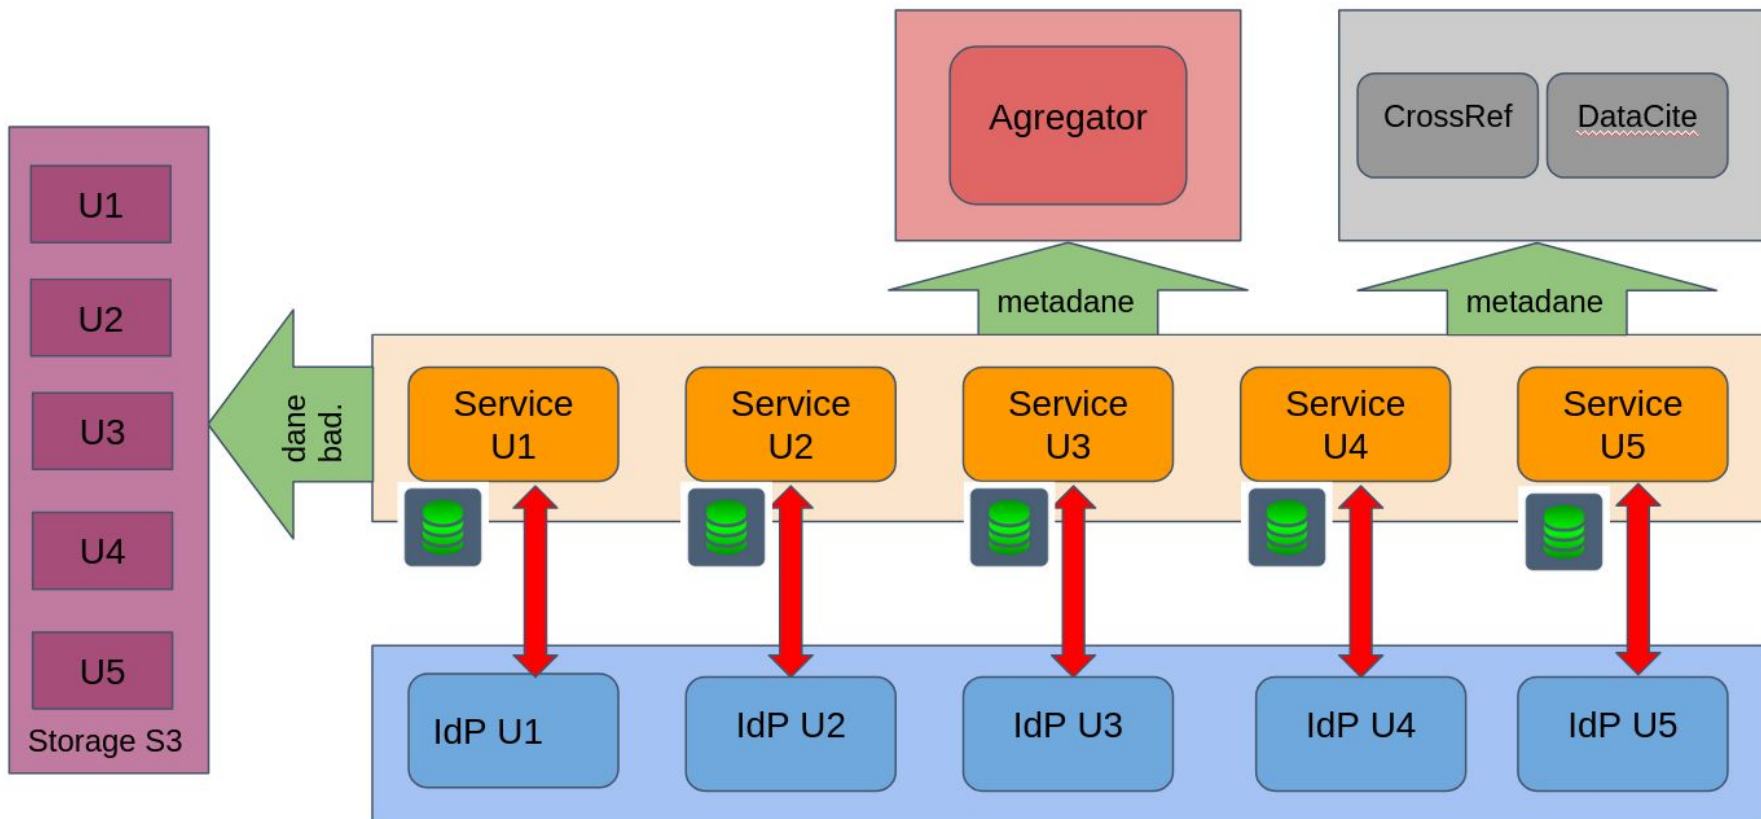 Agregator
CrossRef
DataCite
metadane
metadane
U1
U2
U3
U4
U5
Storage S3
dane
bad.
Service
U1
Service
U2
Service
U3
Service
U4
Service
U5
IdP U1
IdP U2
IdP U3
IdP U4
IdP U5